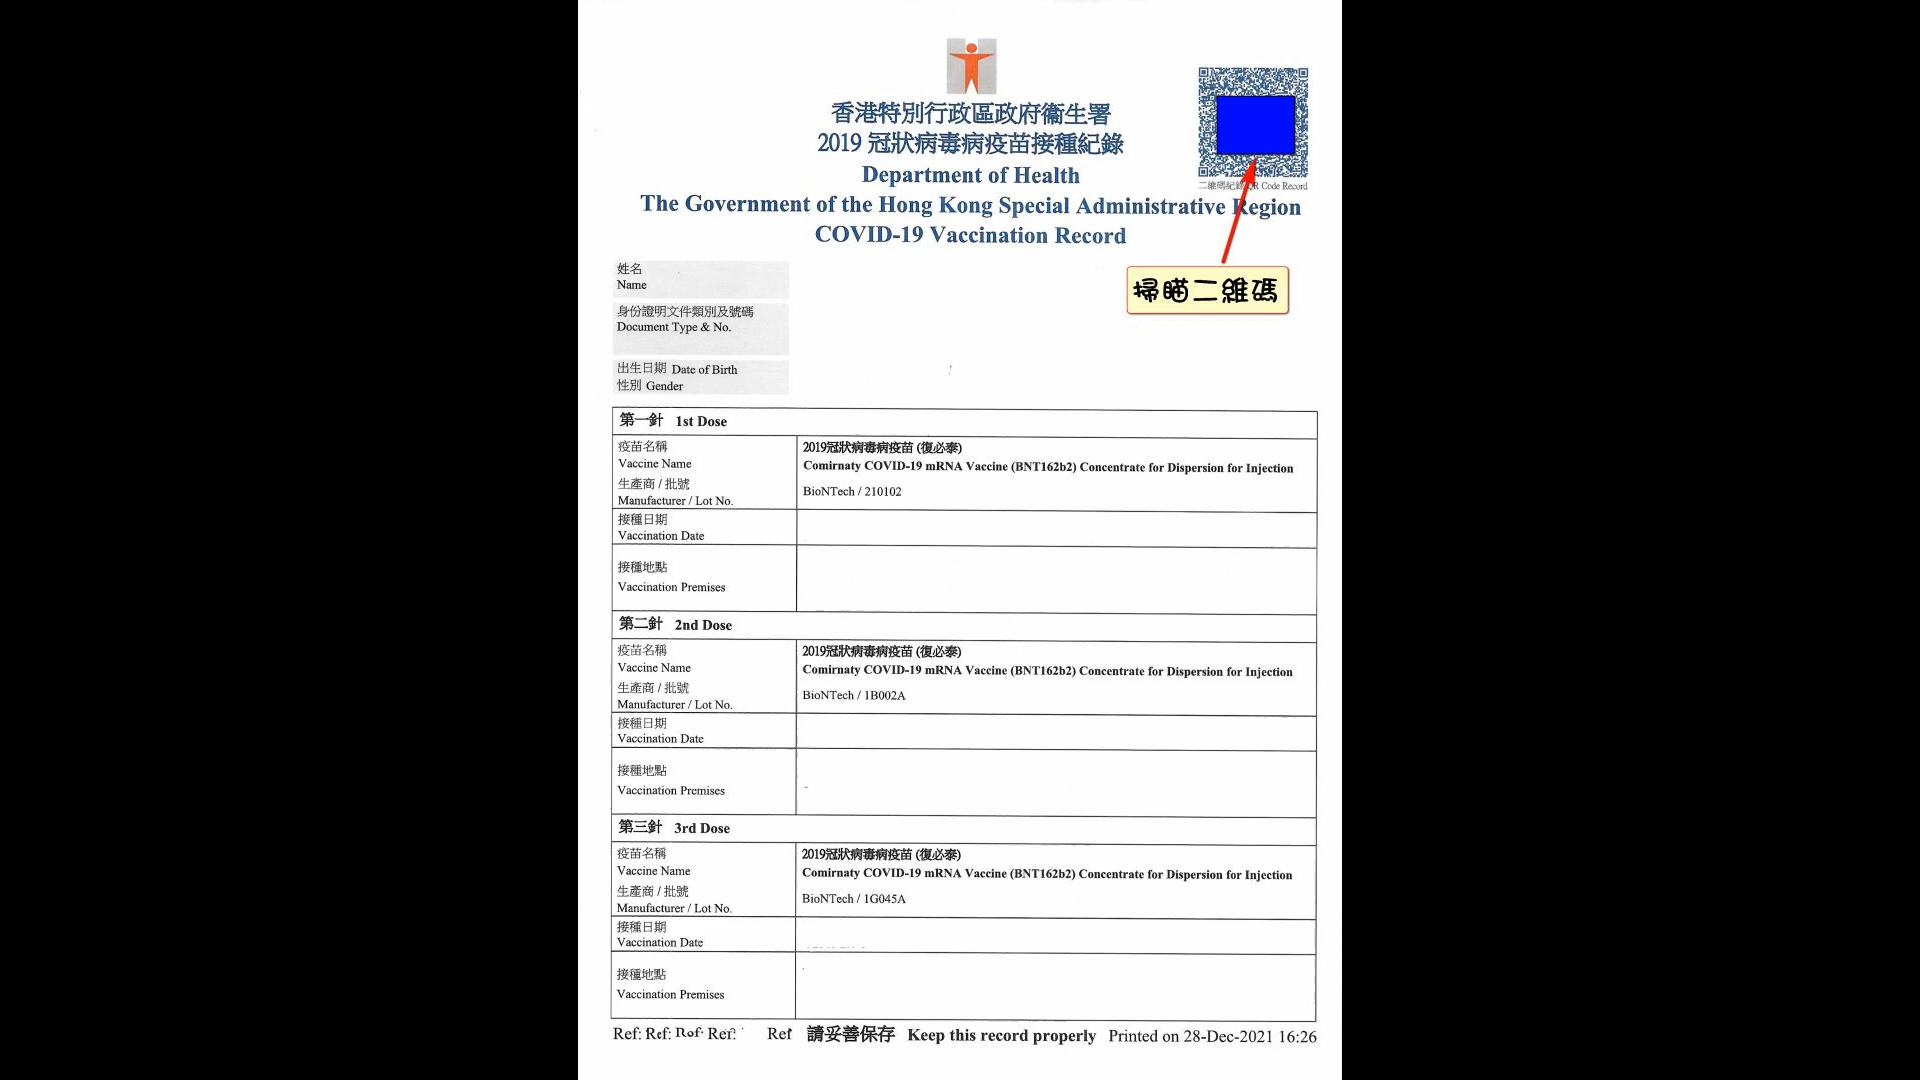 香港特別行政區政府衞生署
2019 冠狀病毒病疫苗接種紀錄
Department of Health
The Government of the Hong Kong Special Administrative Region
COVID-19 Vaccination Record
二維碼紀錄 QR Code Record
掃瞄二維碼
姓名
Name
身份證明文件類別及號碼
Document Type & No.
出生日期 Date of Birth
性別 Gender
第一針 1st Dose
疫苗名稱
Vaccine Name
2019冠狀病毒病疫苗 (復必泰)
Comirnaty COVID-19 mRNA Vaccine (BNT162b2) Concentrate for Dispersion for Injection
生產商 / 批號
Manufacturer / Lot No.
BioNTech / 210102
接種日期
Vaccination Date
接種地點
Vaccination Premises
第二針 2nd Dose
疫苗名稱
Vaccine Name
2019冠狀病毒病疫苗 (復必泰)
Comirnaty COVID-19 mRNA Vaccine (BNT162b2) Concentrate for Dispersion for Injection
生產商 / 批號
Manufacturer / Lot No.
BioNTech / 1B002A
接種日期
Vaccination Date
接種地點
Vaccination Premises
第三針 3rd Dose
疫苗名稱
Vaccine Name
2019冠狀病毒病疫苗 (復必泰)
Comirnaty COVID-19 mRNA Vaccine (BNT162b2) Concentrate for Dispersion for Injection
生產商 / 批號
Manufacturer / Lot No.
BioNTech / 1G045A
接種日期
Vaccination Date
接種地點
Vaccination Premises
Ref: Ref: Ref: Ref: Ref 請妥善保存 Keep this record properly Printed on 28-Dec-2021 16:26